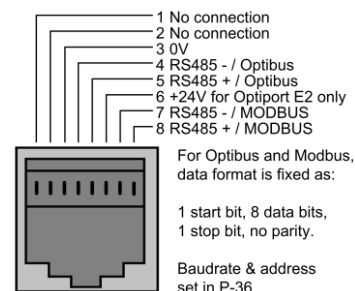 1 No connection
2 No connection
3 0V
4 RS485 - / Optibus
5 RS485 + / Optibus
6 +24V for Optiport E2 only
7 RS485 - / MODBUS
8 RS485 + / MODBUS
For Optibus and Modbus,
data format is fixed as:
1 start bit, 8 data bits,
1 stop bit, no parity.
Baudrate & address
set in P-36